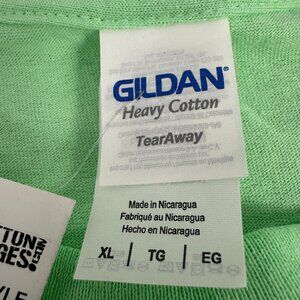 GILDAN®
Heavy Cotton
TearAway
Made in Nicaragua
Fabriqué au Nicaragua
Hecho en Nicaragua
XL / TG / EG